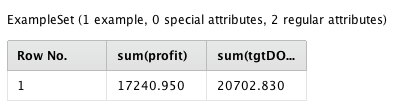 ExampleSet (1 example, 0 special attributes, 2 regular attributes)
Row No. sum(profit) sum(tgtDO...
1 17240.950 20702.830